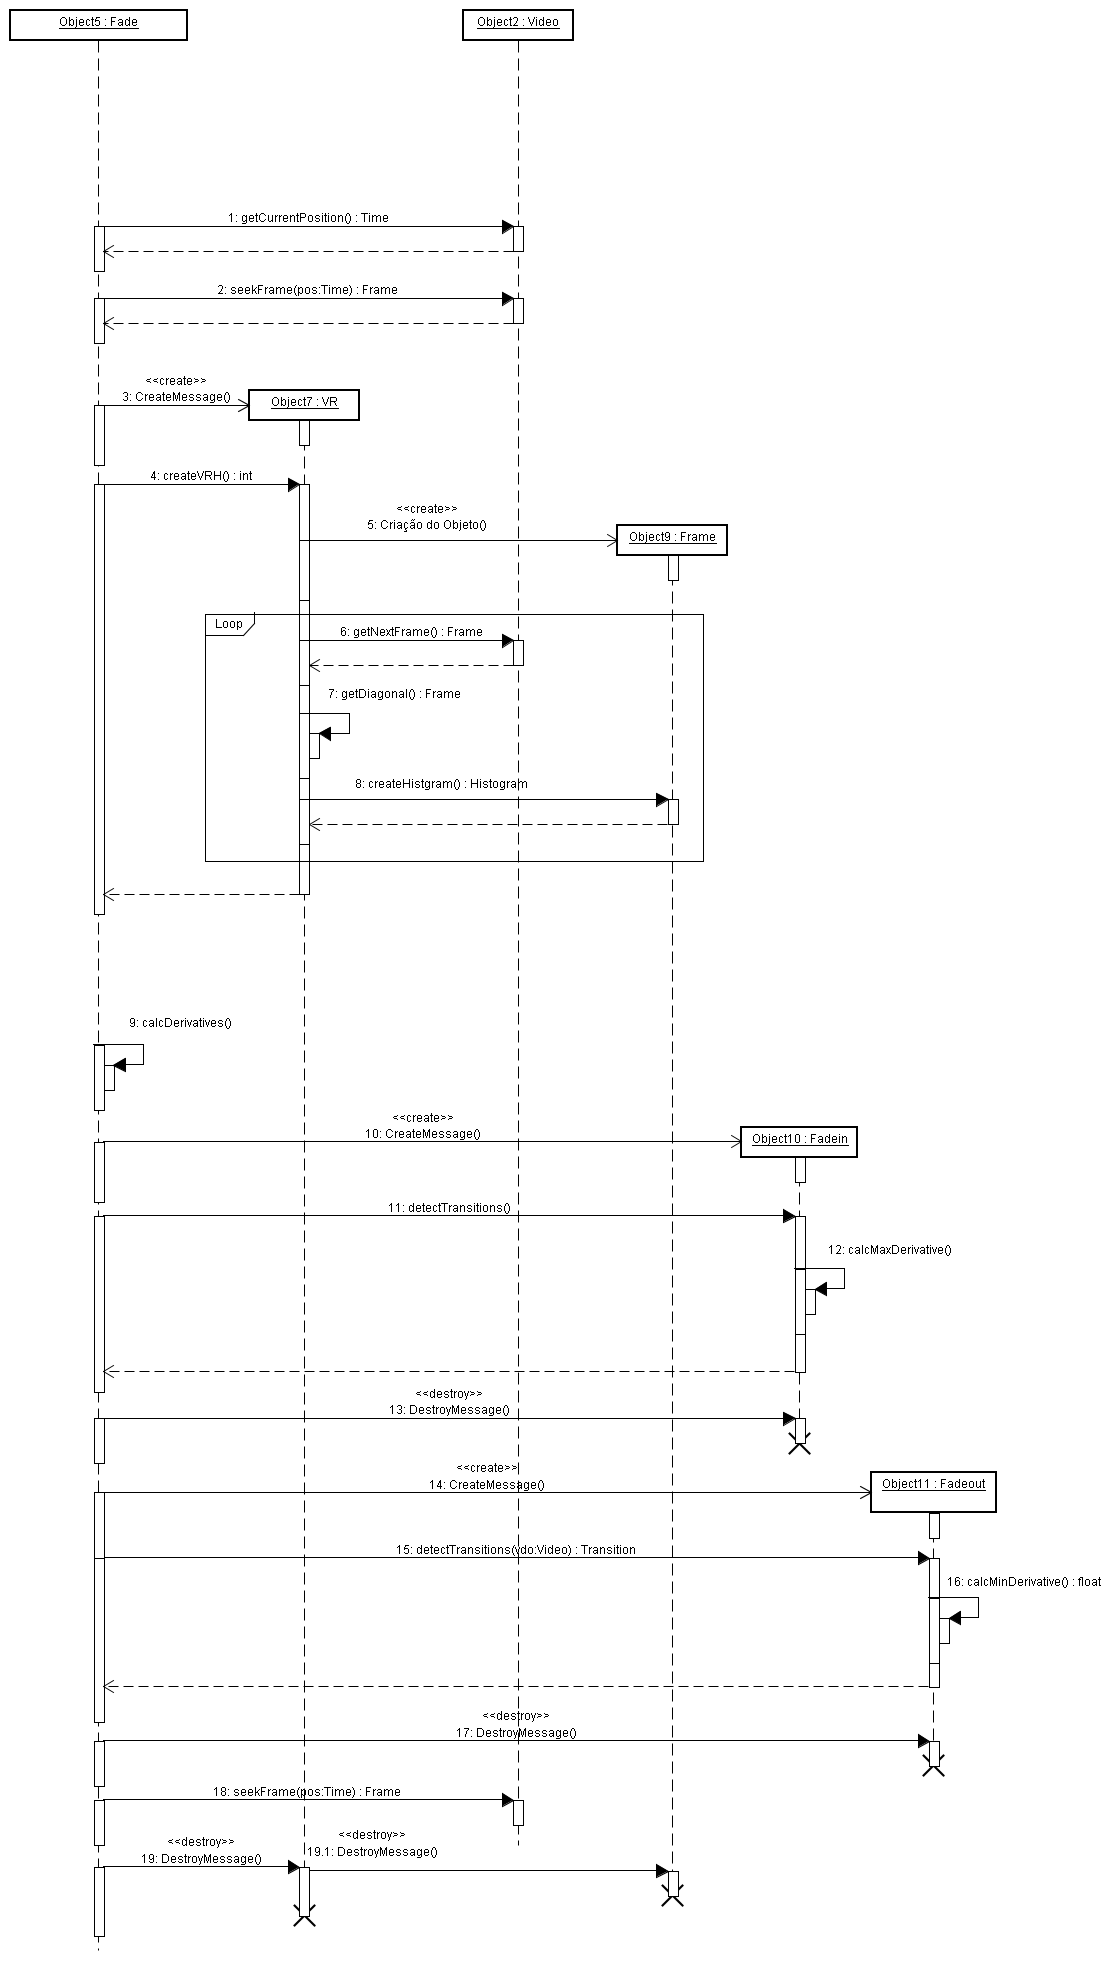 Object5 : Fade
Object2 : Video
1: getCurrentPosition() : Time
2: seekFrame(pos:Time) : Frame
<<create>>
3: CreateMessage()
Object7 : VR
4: createVRH() : int
<<create>>
5: Criação do Objeto()
Object9 : Frame
Loop
6: getNextFrame() : Frame
7: getDiagonal() : Frame
8: createHistgram() : Histogram
9: calcDerivatives()
<<create>>
10: CreateMessage()
Object10 : Fadein
11: detectTransitions()
12: calcMaxDerivative()
<<destroy>>
13: DestroyMessage()
<<create>>
14: CreateMessage()
Object11 : Fadeout
15: detectTransitions(vdo:Video) : Transition
16: calcMinDerivative() : float
<<destroy>>
17: DestroyMessage()
18: seekFrame(pos:Time) : Frame
<<destroy>>
19: DestroyMessage()
<<destroy>>
19.1: DestroyMessage()